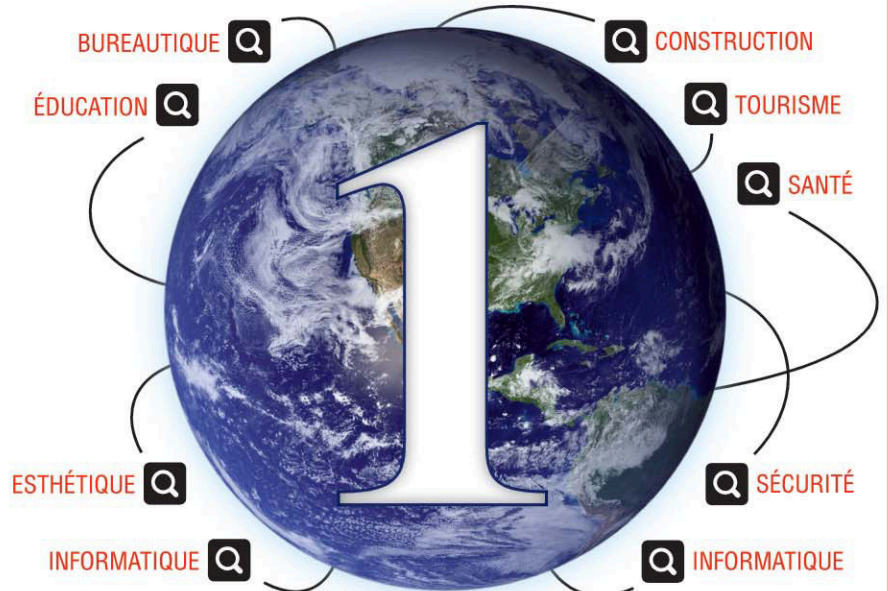 BUREAUTIQUE
CONSTRUCTION
ÉDUCATION
TOURISME
SANTÉ
1
ESTHÉTIQUE
SÉCURITÉ
INFORMATIQUE
INFORMATIQUE